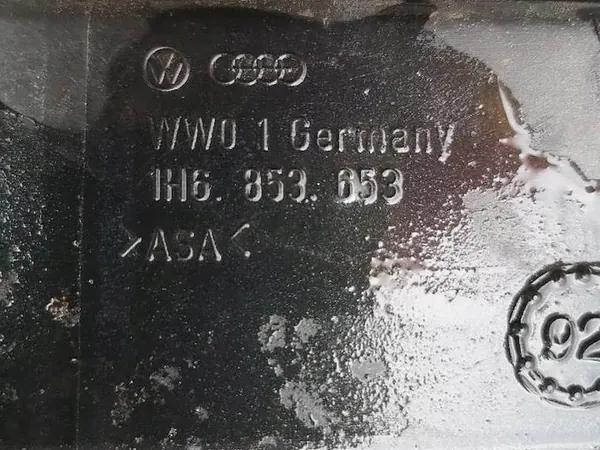 WW0 1 Germany
1H6. 853. 653
>ASA<
92